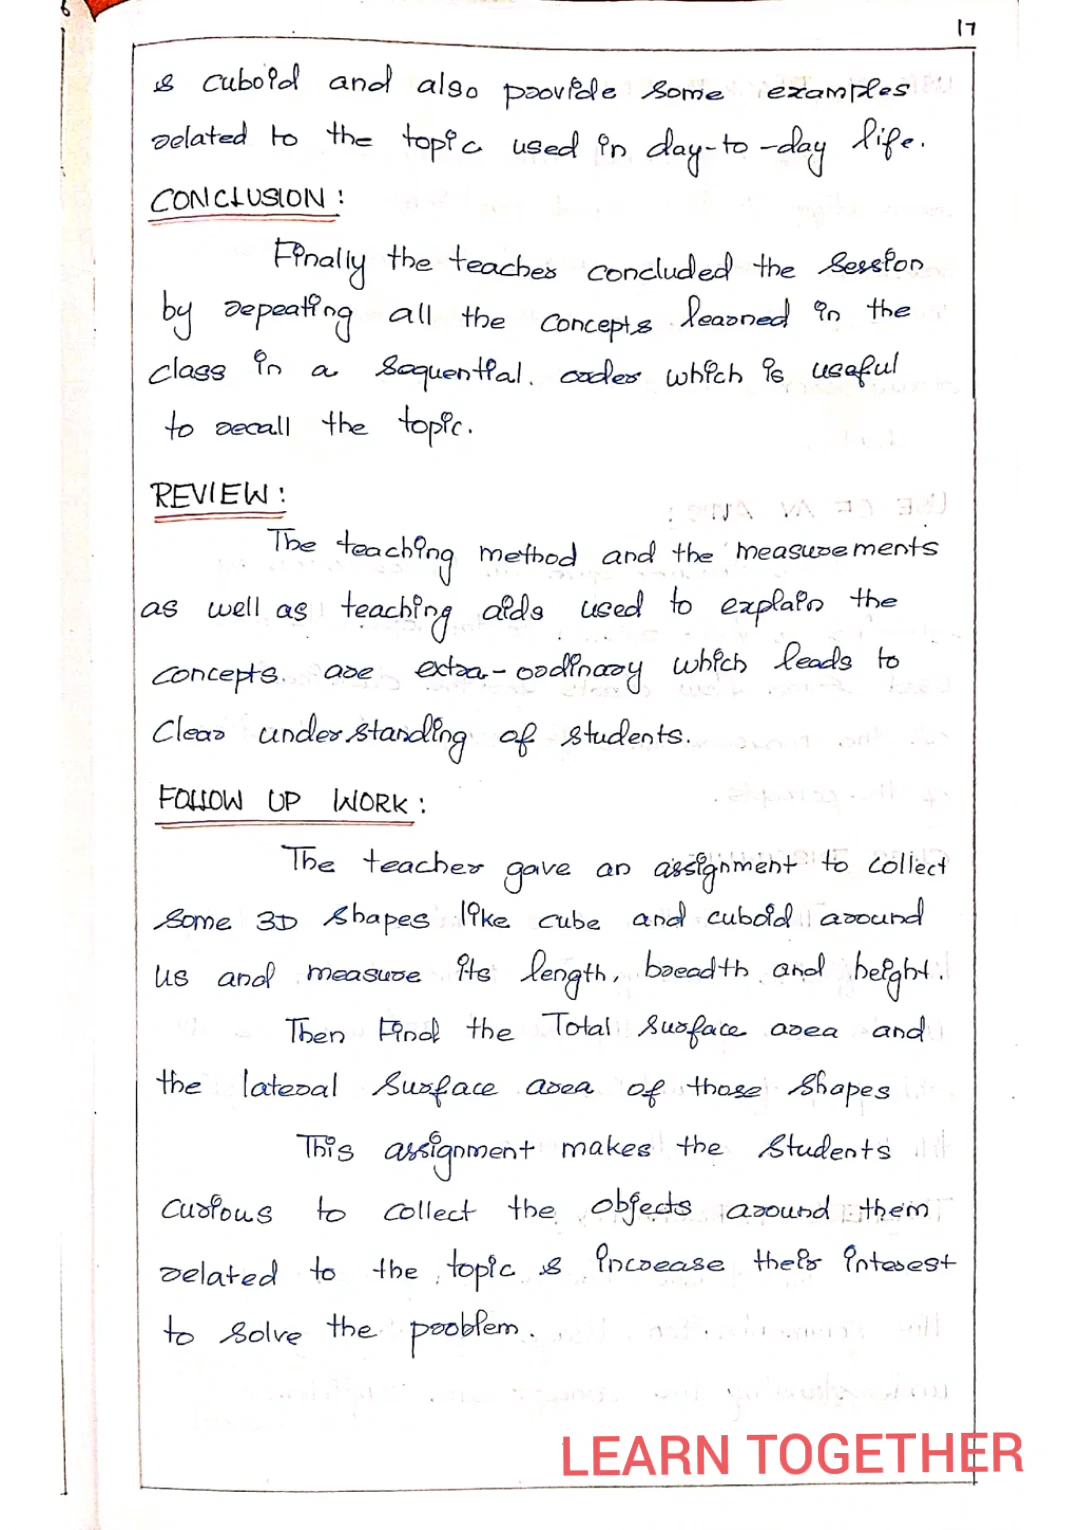 17
& cuboid and also provide some examples
related to the topic used in day-to-day life.
CONCLUSION:
Finally the teacher concluded the session
by repeating all the concepts learned in the
class in a sequential. order which is useful
to recall the topic.
REVIEW:
The teaching method and the measurements
as well as teaching aids used to explain the
concepts. are extra-ordinary which leads to
Clear understanding of students.
FOLLOW UP WORK:
The teacher gave an assignment to collect
some 3D shapes like cube and cuboid around
us and measure its length, breadth and height.
Then Find the Total surface area and
the lateral surface area of those shapes
This assignment makes the students
curious to collect the objects around them
related to the topic & increase their interest
to solve the problem.
LEARN TOGETHER